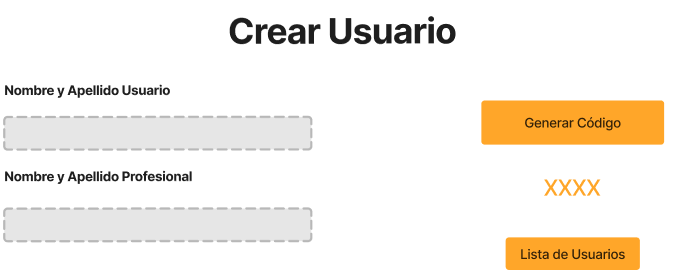 Crear Usuario
Nombre y Apellido Usuario
Generar Código
Nombre y Apellido Profesional
XXXX
Lista de Usuarios